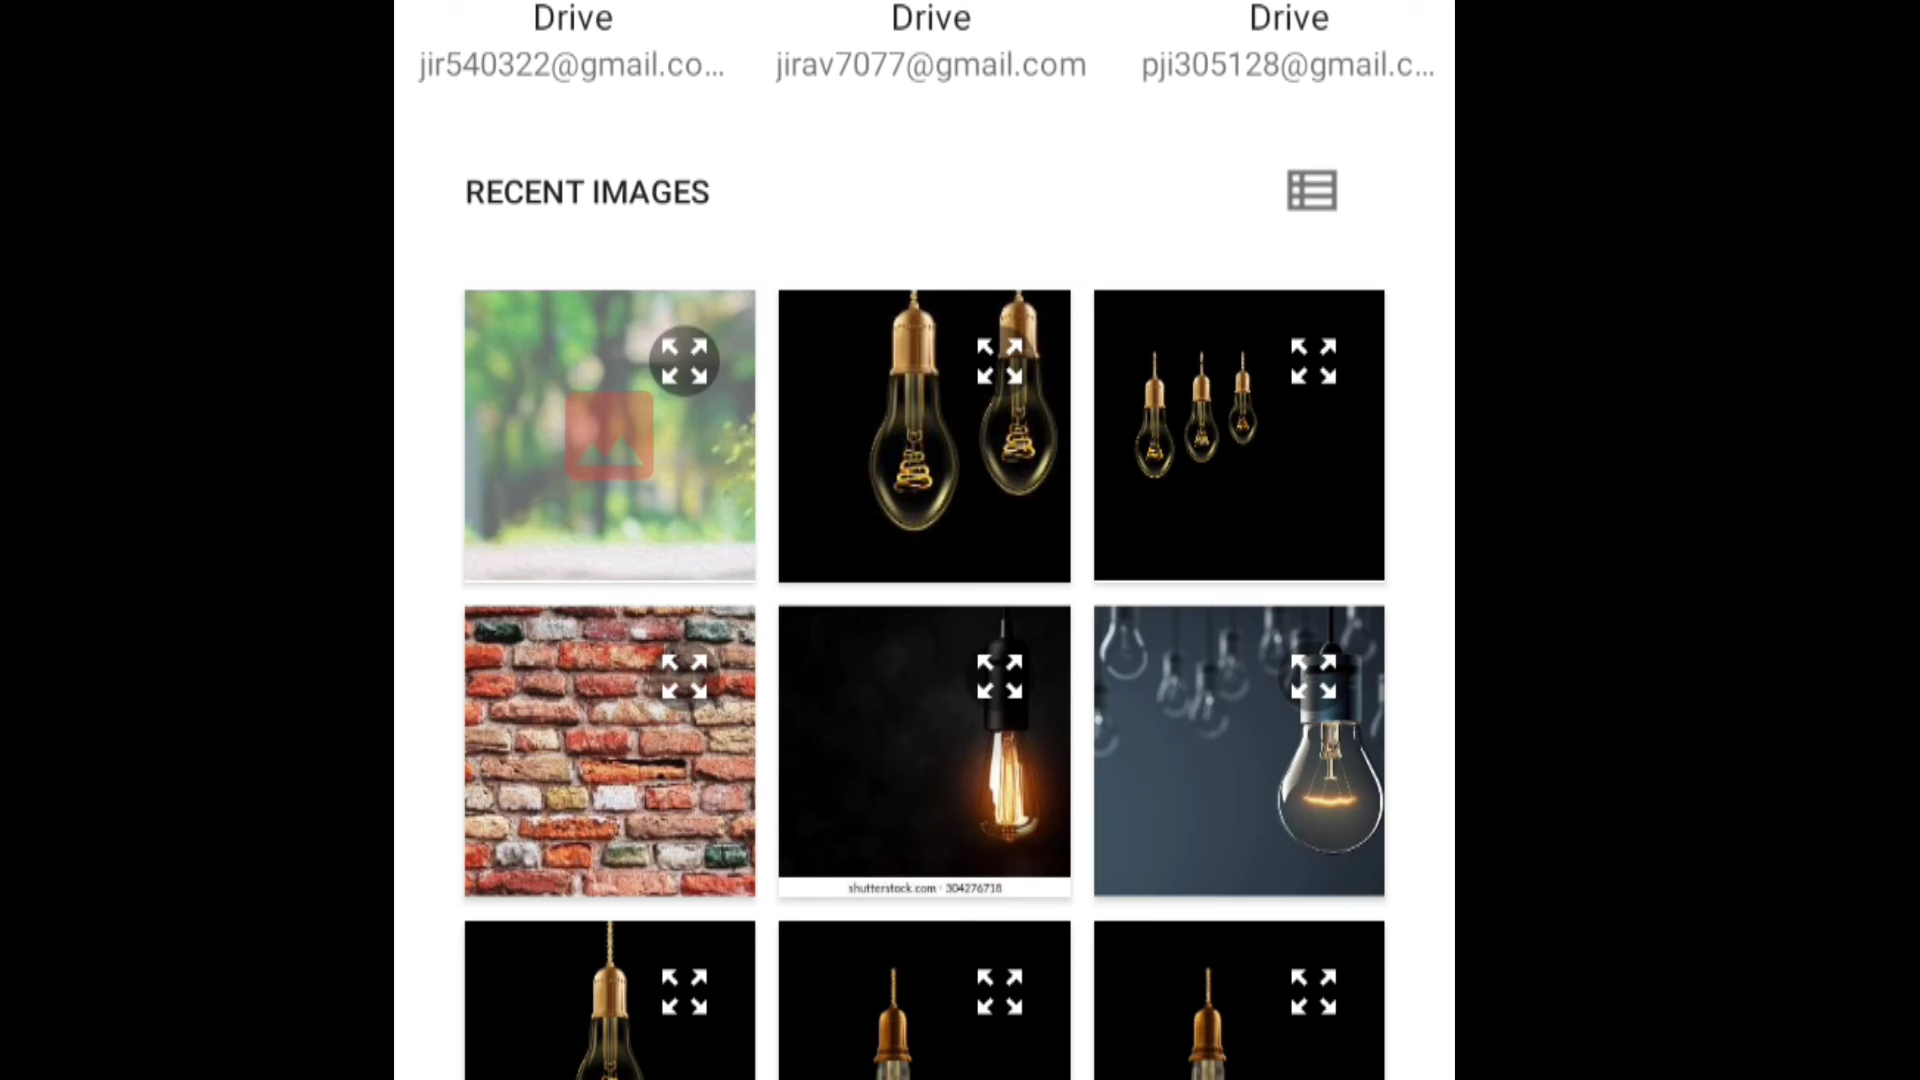 Drive Drive Drive
jir540322@gmail.co... jirav7077@gmail.com pji305128@gmail.c...
RECENT IMAGES
shutterstock.com · 304276718